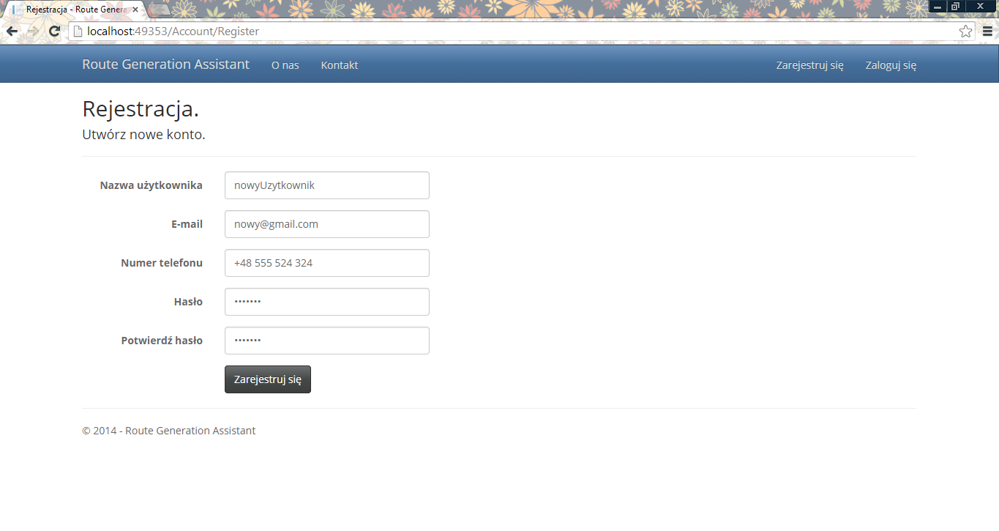 Rejestracja - Route Genera
localhost:49353/Account/Register
Route Generation Assistant O nas Kontakt Zarejestruj się Zaloguj się
Rejestracja.
Utwórz nowe konto.
Nazwa użytkownika nowyUzytkownik
E-mail nowy@gmail.com
Numer telefonu +48 555 524 324
Hasło •••••••
Potwierdź hasło •••••••
Zarejestruj się
© 2014 - Route Generation Assistant